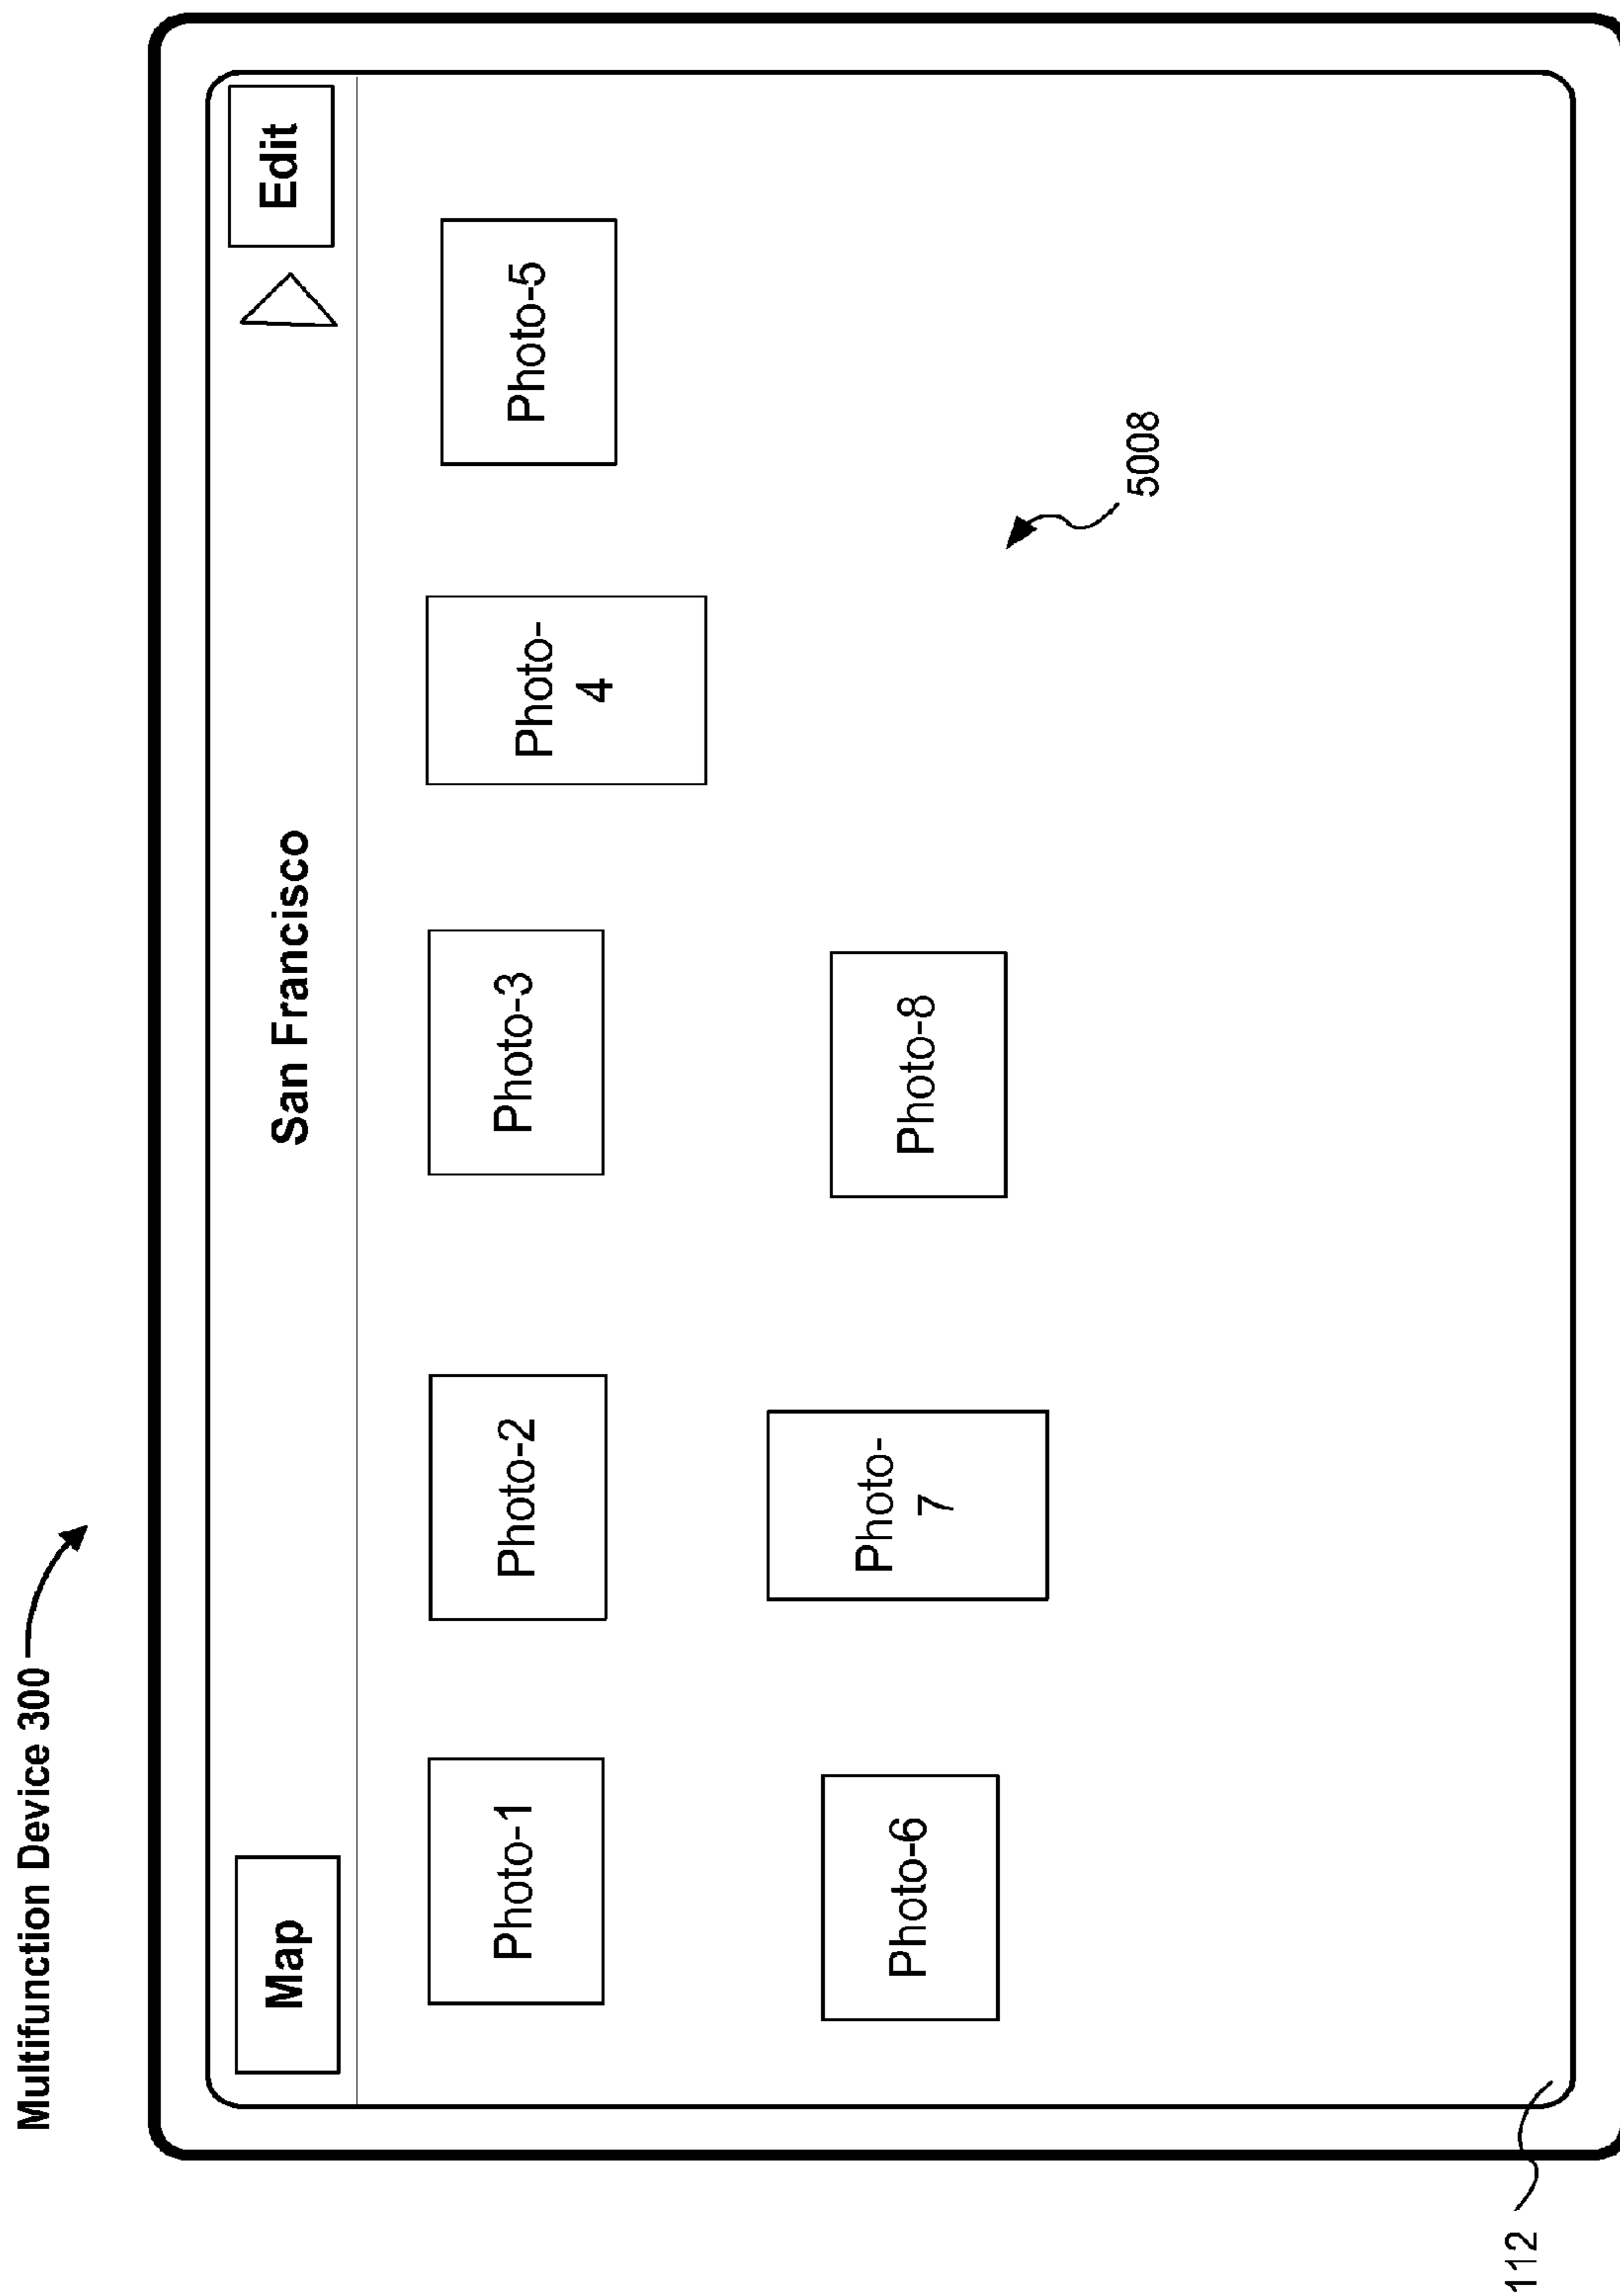 Multifunction Device 300
Map
San Francisco
Edit
Photo-1
Photo-2
Photo-3
Photo-
4
Photo-5
Photo-6
Photo-
7
Photo-8
5008
112